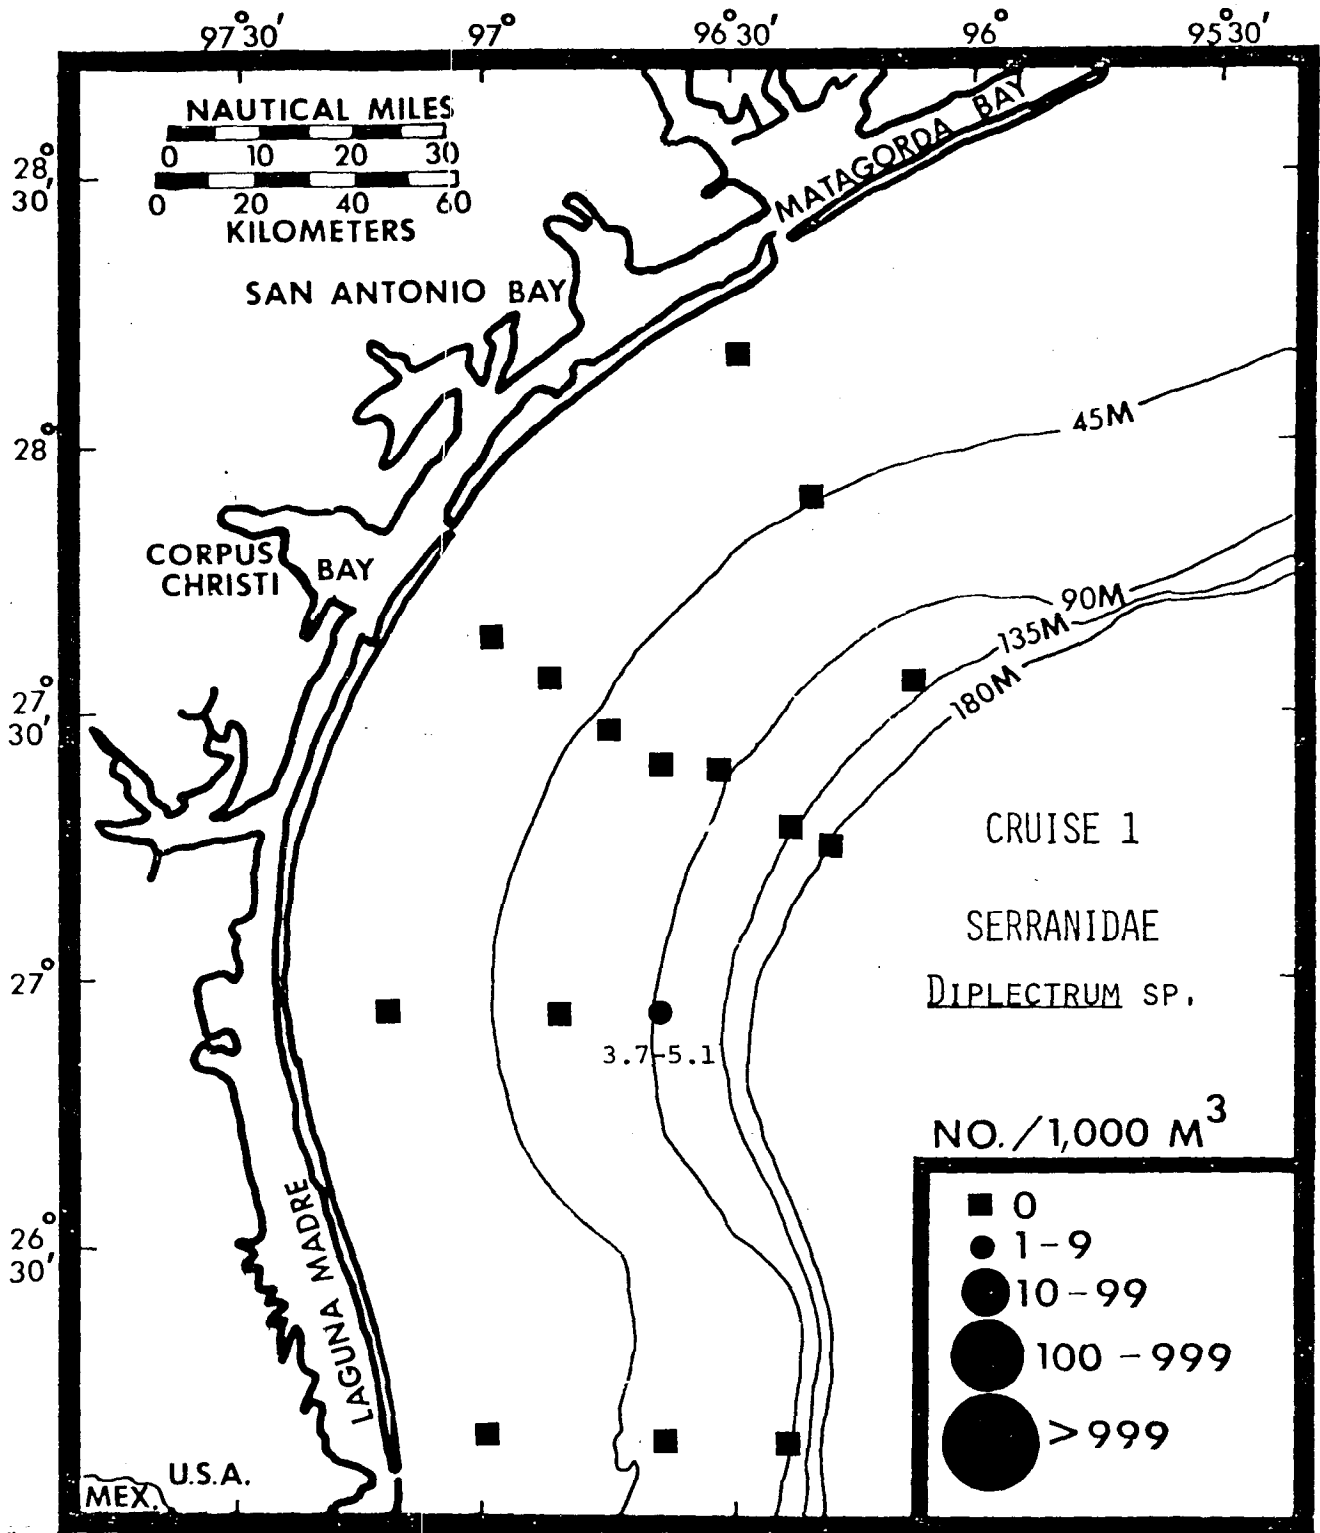 97°30′ 97° 96°30′ 96° 95°30′
NAUTICAL MILES
0 10 20 30
0 20 40 60
KILOMETERS
28°
30′
MATAGORDA BAY
SAN ANTONIO BAY
45M
28°
CORPUS
CHRISTI
BAY
90M
135M
180M
27°
30′
CRUISE 1
SERRANIDAE
DIPLECTRUM SP.
27°
3.7-5.1
NO./1,000 M³
0
1-9
10-99
100-999
>999
26°
30′
LAGUNA MADRE
U.S.A.
MEX.